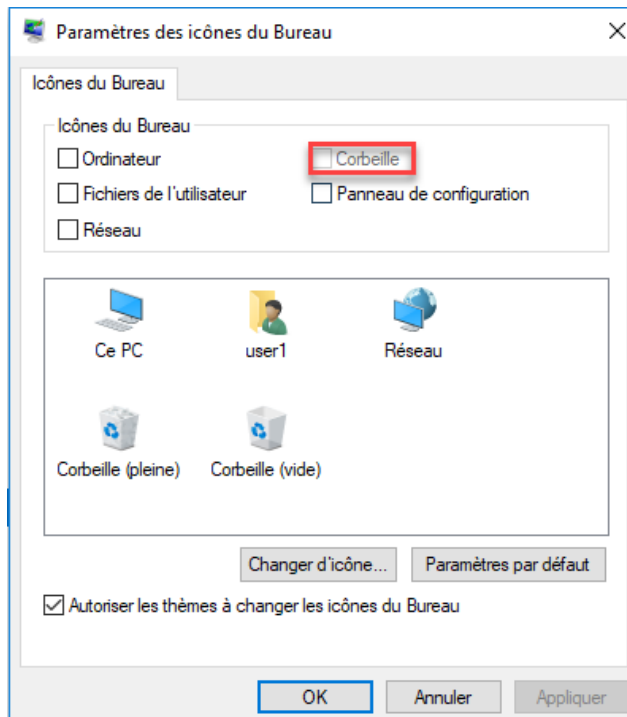 Paramètres des icônes du Bureau
Icônes du Bureau
Icônes du Bureau
Ordinateur
Corbeille
Fichiers de l'utilisateur
Panneau de configuration
Réseau
Ce PC
user1
Réseau
Corbeille (pleine)
Corbeille (vide)
Changer d'icône...
Paramètres par défaut
Autoriser les thèmes à changer les icônes du Bureau
OK
Annuler
Appliquer